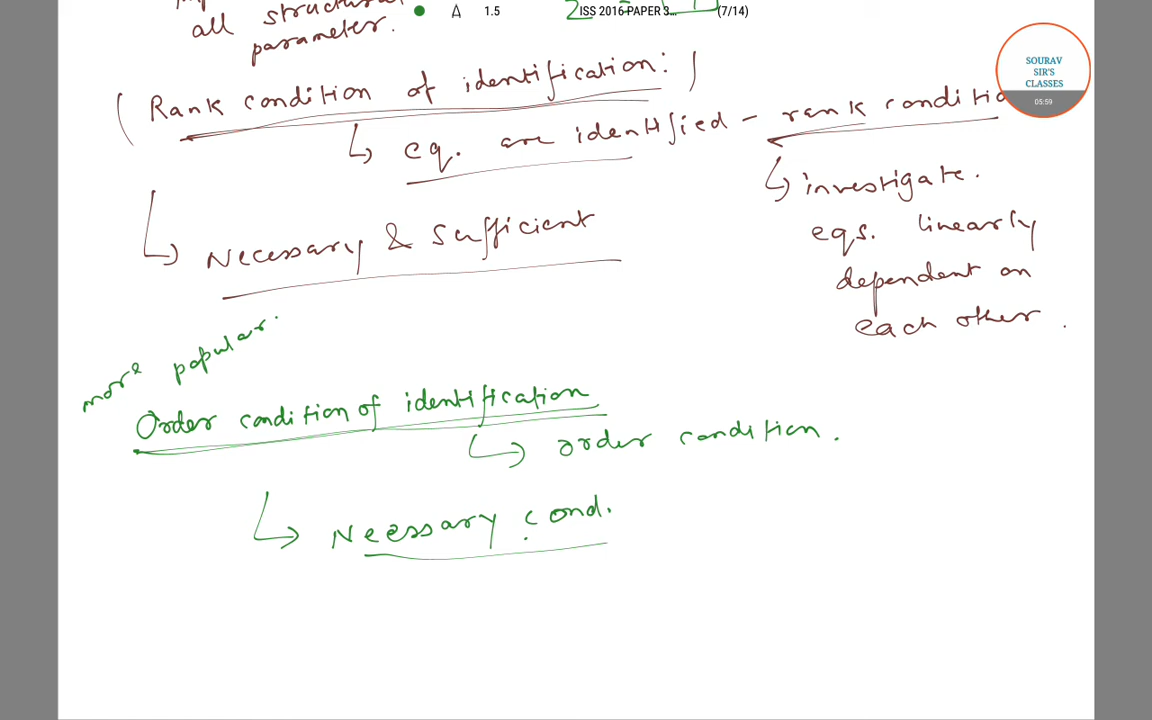 A 1.5 ISS 2016-PAPER 3... (7/14)
all structural
parameter.
SOURAV
SIR'S
CLASSES
05:59
(Rank condition of identification:)
eq. are identified - rank conditio
investigate.
eqs. linearly
dependent on
each other.
Necessary & Sufficient
more popular.
Order condition of identification
order condition.
Neessary cond.